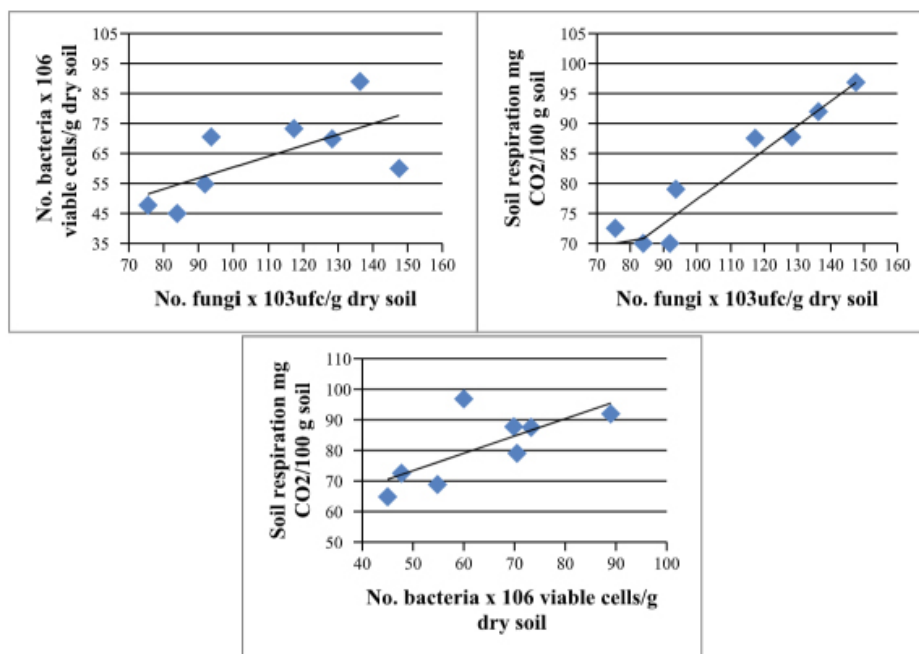 No. bacteria x 106
viable cells/g dry soil
105
95
85
75
65
55
45
35
70 80 90 100 110 120 130 140 150 160
No. fungi x 103ufc/g dry soil
Soil respiration mg
CO2/100 g soil
105
100
95
90
85
80
75
70
70 80 90 100 110 120 130 140 150 160
No. fungi x 103ufc/g dry soil
Soil respiration mg
CO2/100 g soil
110
100
90
80
70
60
50
40 50 60 70 80 90 100
No. bacteria x 106 viable cells/g
dry soil